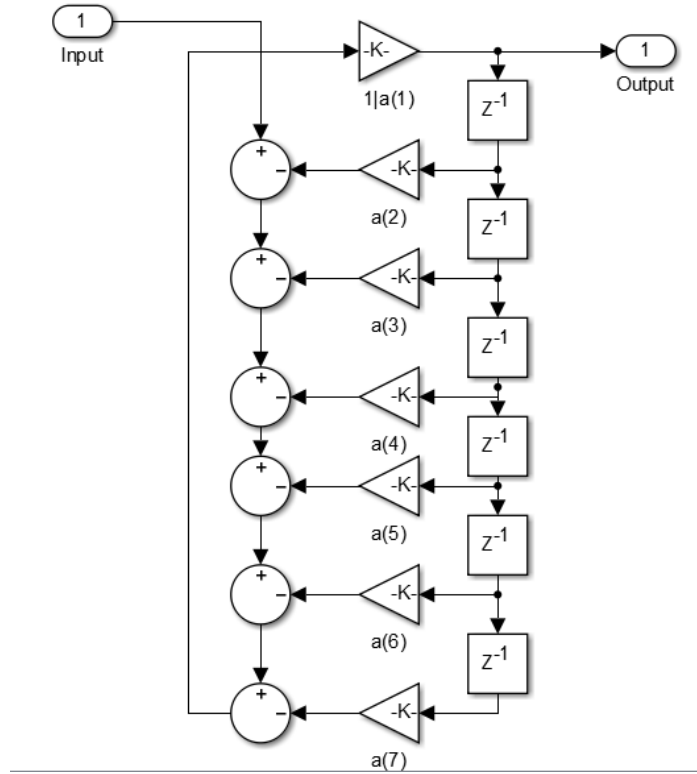 1
Input
-K-
1|a(1)
1
Output
Z-1
+
–
-K-
a(2)
Z-1
+
–
-K-
a(3)
Z-1
+
–
-K-
a(4)
Z-1
+
–
-K-
a(5)
Z-1
+
–
-K-
a(6)
Z-1
+
–
-K-
a(7)